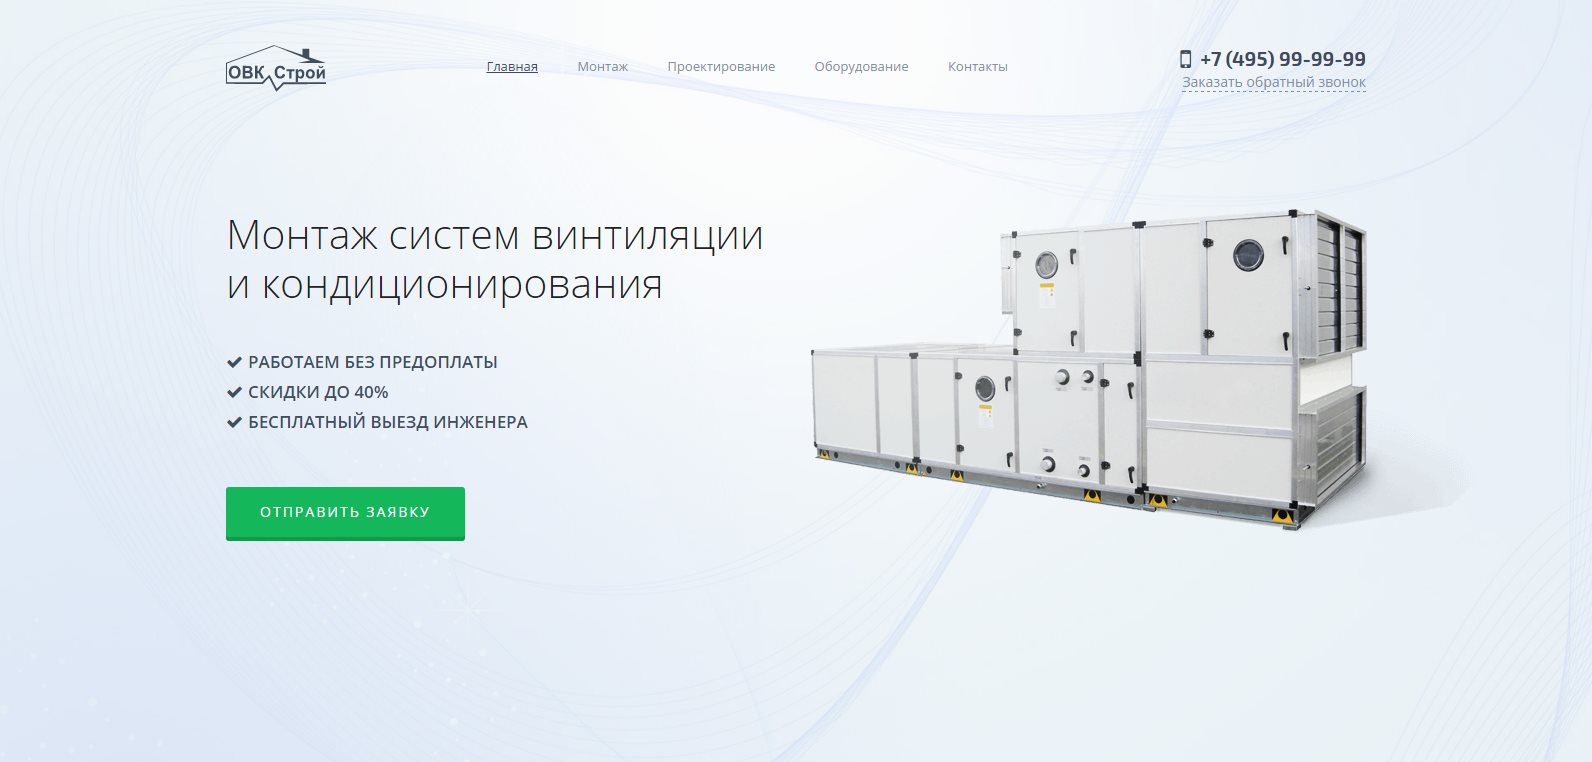 ОВК Строй
Главная
Монтаж
Проектирование
Оборудование
Контакты
+7 (495) 99-99-99
Заказать обратный звонок
Монтаж систем винтиляции
и кондиционирования
РАБОТАЕМ БЕЗ ПРЕДОПЛАТЫ
СКИДКИ ДО 40%
БЕСПЛАТНЫЙ ВЫЕЗД ИНЖЕНЕРА
ОТПРАВИТЬ ЗАЯВКУ